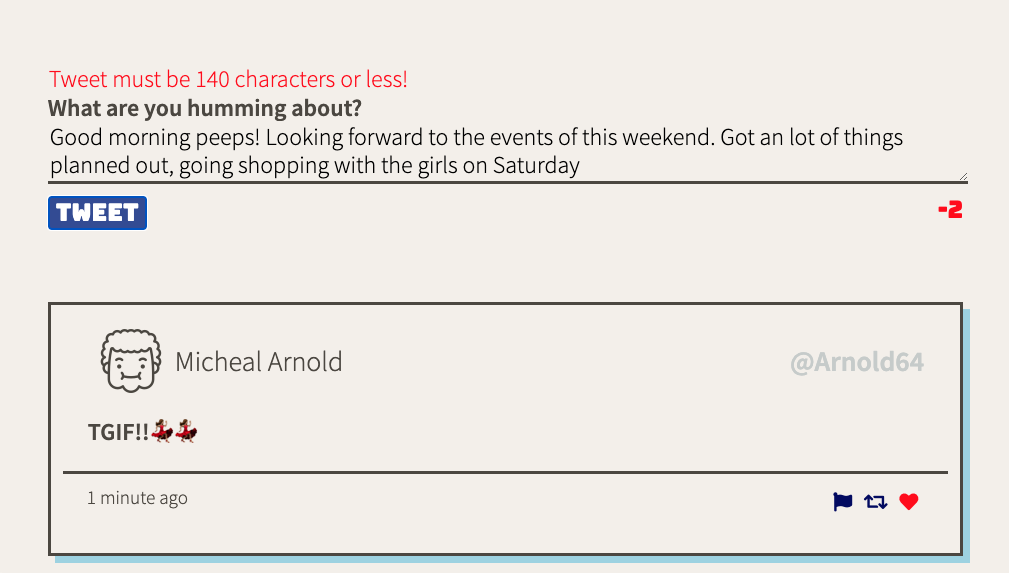 Tweet must be 140 characters or less!
What are you humming about?
Good morning peeps! Looking forward to the events of this weekend. Got an lot of things
planned out, going shopping with the girls on Saturday
TWEET
-2
Micheal Arnold
@Arnold64
TGIF!!💃🏾💃🏾
1 minute ago